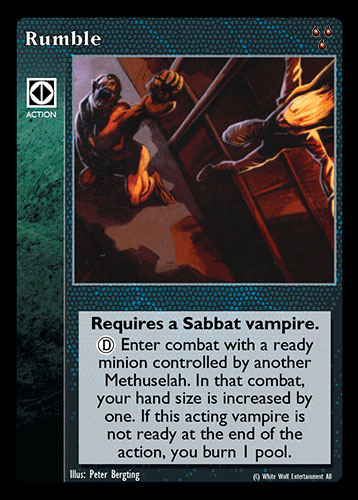 Rumble
ACTION
Requires a Sabbat vampire.
Ⓓ Enter combat with a ready
minion controlled by another
Methuselah. In that combat,
your hand size is increased by
one. If this acting vampire is
not ready at the end of the
action, you burn 1 pool.
Illus: Peter Bergting
(C) White Wolf Entertainment AB